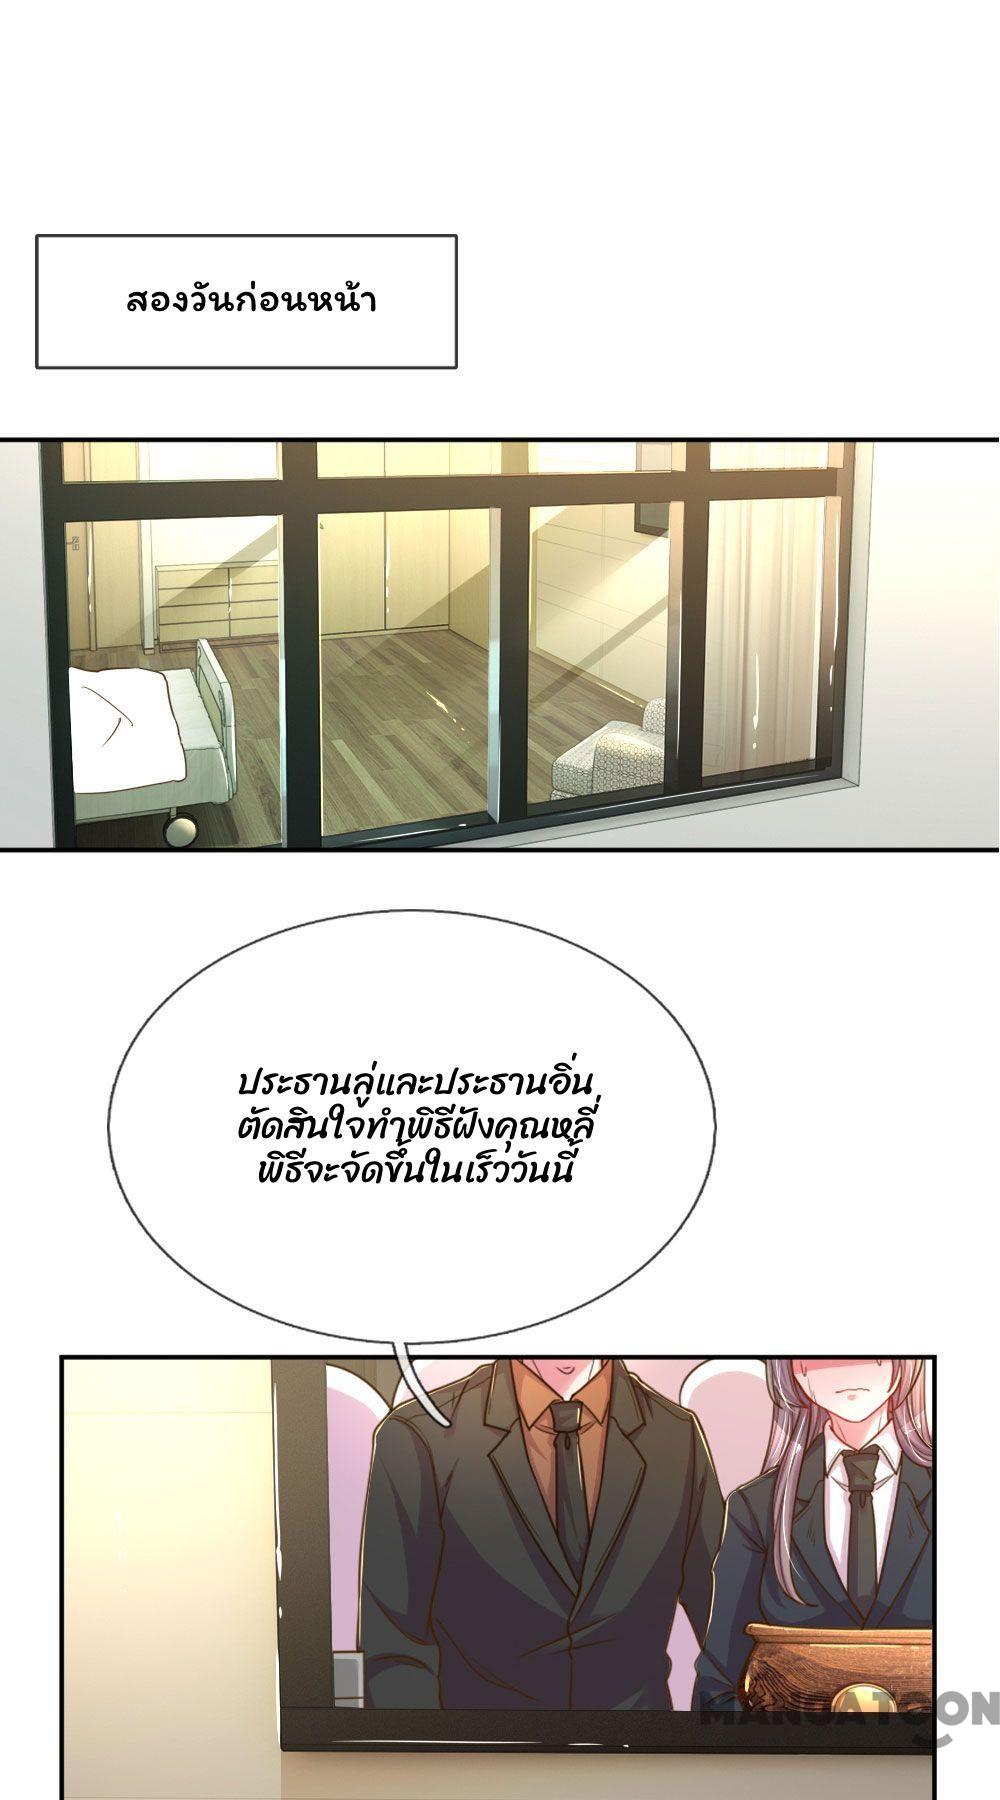 สองวันก่อนหน้า
ประธานลู่และประธานอิ่น
ตัดสินใจทำพิธีฝังคุณหลี่
พิธีจะจัดขึ้นในเร็ววันนี้
MANUATOON